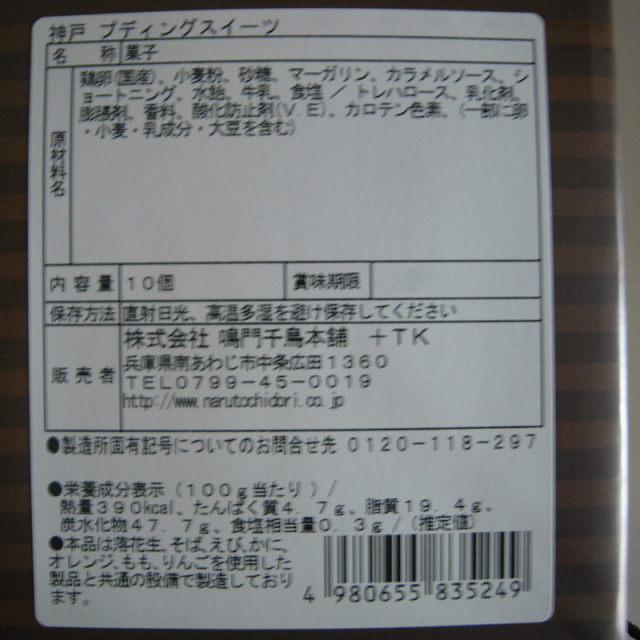 神戸 プディングスイーツ
名 称 菓子
原材料名 鶏卵(国産)、小麦粉、砂糖、マーガリン、カラメルソース、シ
ョートニング、水飴、牛乳、食塩／トレハロース、乳化剤、
膨張剤、香料、酸化防止剤(V.E)、カロテン色素、(一部に卵
・小麦・乳成分・大豆を含む)
内容量 10個 賞味期限
保存方法 直射日光、高温多湿を避け保存してください
販売者 株式会社 鳴門千鳥本舗 +TK
兵庫県南あわじ市中条広田1360
TEL0799-45-0019
http://www.narutochidori.co.jp
●製造所固有記号についてのお問合せ先 0120-118-297
●栄養成分表示(100g当たり)/
熱量390kcal、たんぱく質4.7g、脂質19.4g、
炭水化物47.7g、食塩相当量0.3g/(推定値)
●本品は落花生、そば、えび、かに、
オレンジ、もも、りんごを使用した
製品と共通の設備で製造しており
ます。
4 980655 835249